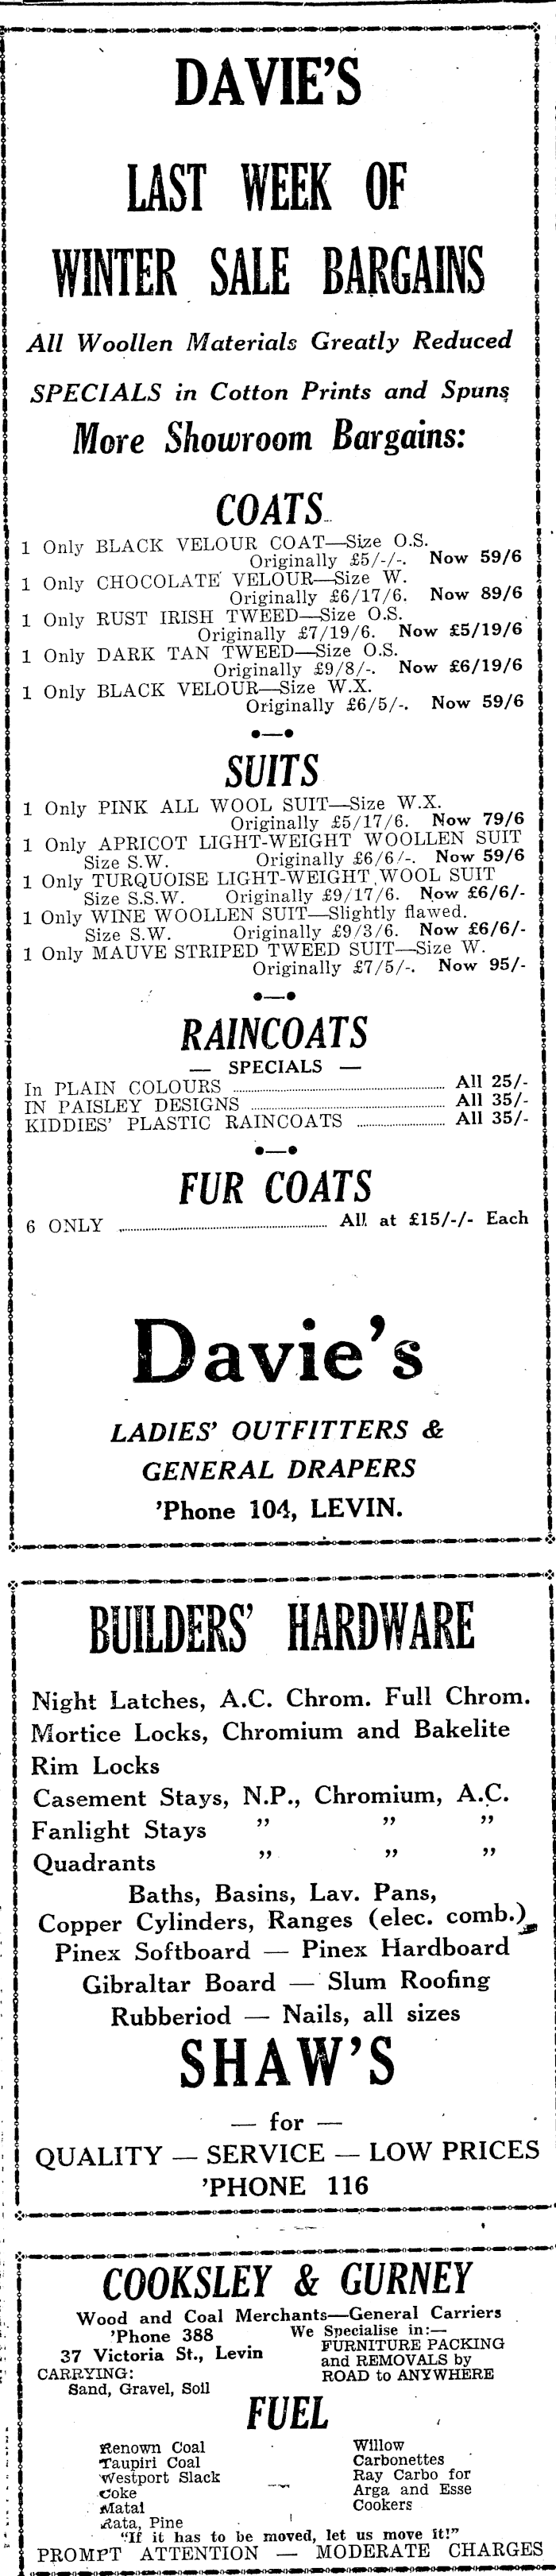 DAVIE'S
LAST WEEK OF
WINTER SALE BARGAINS
All Woollen Materials Greatly Reduced
SPECIALS in Cotton Prints and Spuns
More Showroom Bargains:
COATS
1 Only BLACK VELOUR COAT—Size O.S.
Originally £5/-/-. Now 59/6
1 Only CHOCOLATE VELOUR—Size W.
Originally £6/17/6. Now 89/6
1 Only RUST IRISH TWEED—Size O.S.
Originally £7/19/6. Now £5/19/6
1 Only DARK TAN TWEED—Size O.S.
Originally £9/8/-. Now £6/19/6
1 Only BLACK VELOUR—Size W.X.
Originally £6/5/-. Now 59/6
SUITS
1 Only PINK ALL WOOL SUIT—Size W.X.
Originally £5/17/6. Now 79/6
1 Only APRICOT LIGHT-WEIGHT WOOLLEN SUIT
Size S.W. Originally £6/6/-. Now 59/6
1 Only TURQUOISE LIGHT-WEIGHT WOOL SUIT
Size S.S.W. Originally £9/17/6. Now £6/6/-
1 Only WINE WOOLLEN SUIT—Slightly flawed.
Size S.W. Originally £9/3/6. Now £6/6/-
1 Only MAUVE STRIPED TWEED SUIT—Size W.
Originally £7/5/-. Now 95/-
RAINCOATS
— SPECIALS —
In PLAIN COLOURS ........ All 25/-
IN PAISLEY DESIGNS ........ All 35/-
KIDDIES' PLASTIC RAINCOATS ........ All 35/-
FUR COATS
6 ONLY ........ All at £15/-/- Each
Davie's
LADIES' OUTFITTERS &
GENERAL DRAPERS
'Phone 104, LEVIN.
BUILDERS' HARDWARE
Night Latches, A.C. Chrom. Full Chrom.
Mortice Locks, Chromium and Bakelite
Rim Locks
Casement Stays, N.P., Chromium, A.C.
Fanlight Stays ,, ,, ,,
Quadrants ,, ,, ,,
Baths, Basins, Lav. Pans,
Copper Cylinders, Ranges (elec. comb.)
Pinex Softboard — Pinex Hardboard
Gibraltar Board — Slum Roofing
Rubberiod — Nails, all sizes
SHAW'S
— for —
QUALITY — SERVICE — LOW PRICES
'PHONE 116
COOKSLEY & GURNEY
Wood and Coal Merchants—General Carriers
'Phone 388
37 Victoria St., Levin
CARRYING:
Sand, Gravel, Soil
We Specialise in:—
FURNITURE PACKING
and REMOVALS by
ROAD to ANYWHERE
FUEL
Renown Coal
Taupiri Coal
Westport Slack
Coke
Matai
Rata, Pine
Willow
Carbonettes
Ray Carbo for
Arga and Esse
Cookers
"If it has to be moved, let us move it!"
PROMPT ATTENTION — MODERATE CHARGES